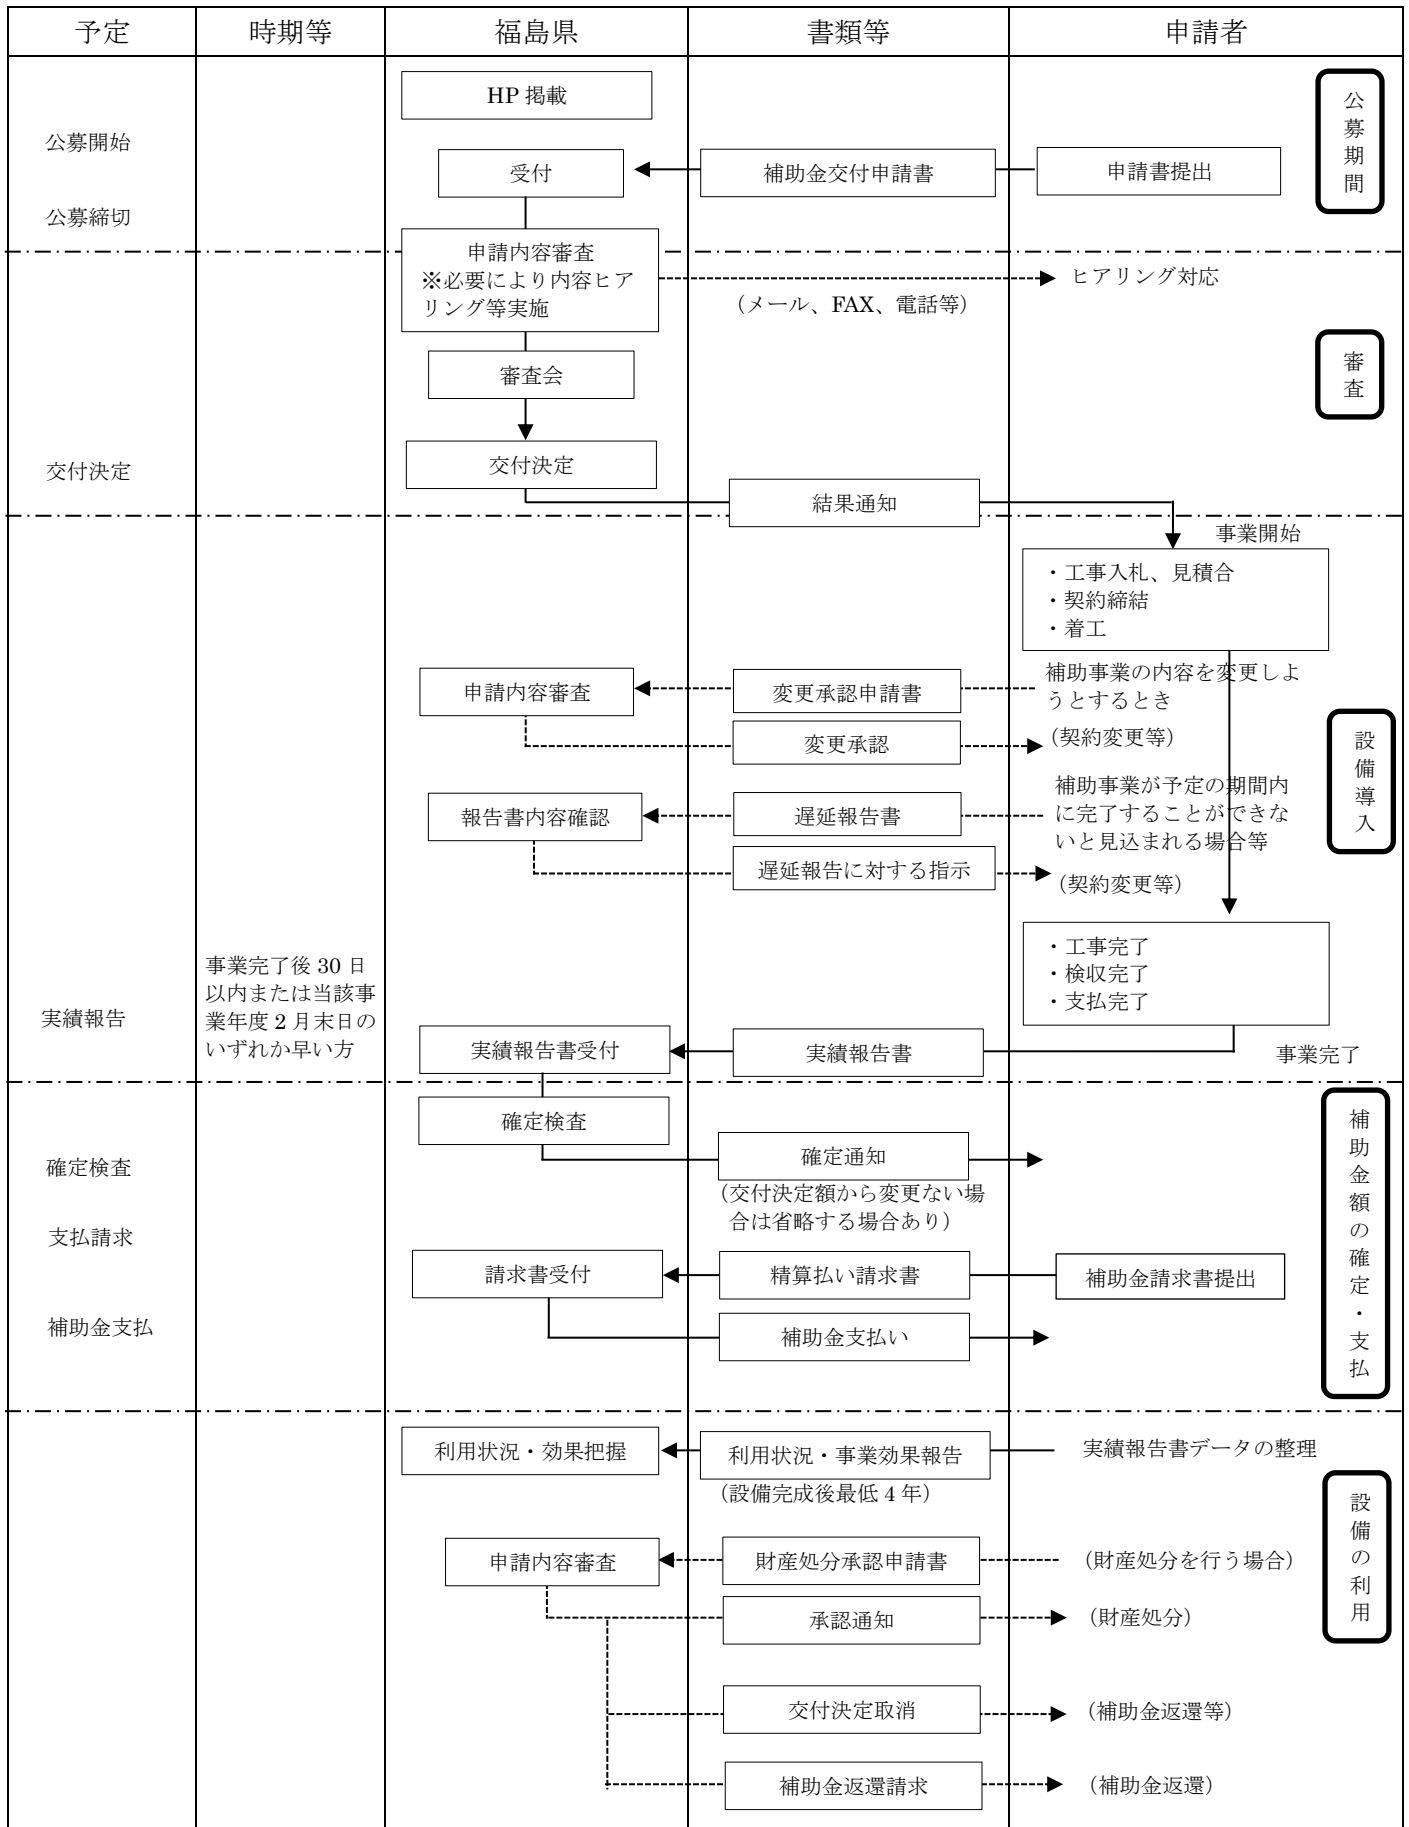 予定
時期等
福島県
書類等
申請者
HP 掲載
公募期間
公募開始
受付
補助金交付申請書
申請書提出
公募締切
申請内容審査
※必要により内容ヒア
リング等実施
ヒアリング対応
（メール、FAX、電話等）
審査
審査会
交付決定
交付決定
結果通知
事業開始
・工事入札、見積合
・契約締結
・着工
申請内容審査
変更承認申請書
補助事業の内容を変更しよ
うとするとき
変更承認
（契約変更等）
設備導入
報告書内容確認
遅延報告書
補助事業が予定の期間内
に完了することができな
いと見込まれる場合等
遅延報告に対する指示
（契約変更等）
・工事完了
・検収完了
・支払完了
実績報告
事業完了後 30 日
以内または当該事
業年度 2 月末日の
いずれか早い方
実績報告書受付
実績報告書
事業完了
補助金額の確定・支払
確定検査
確定検査
確定通知
（交付決定額から変更ない場
合は省略する場合あり）
支払請求
請求書受付
精算払い請求書
補助金請求書提出
補助金支払
補助金支払い
利用状況・効果把握
利用状況・事業効果報告
実績報告書データの整理
（設備完成後最低 4 年）
設備の利用
申請内容審査
財産処分承認申請書
（財産処分を行う場合）
承認通知
（財産処分）
交付決定取消
（補助金返還等）
補助金返還請求
（補助金返還）